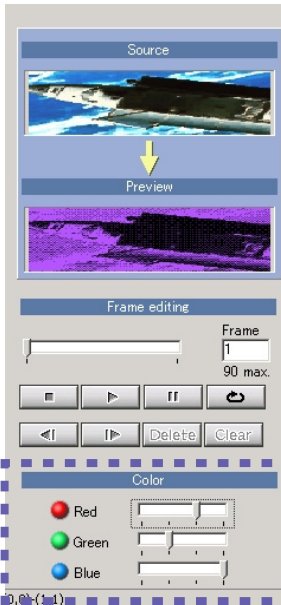 Source
Preview
Frame editing
Frame
1
90 max.
Delete Clear
Color
Red
Green
Blue